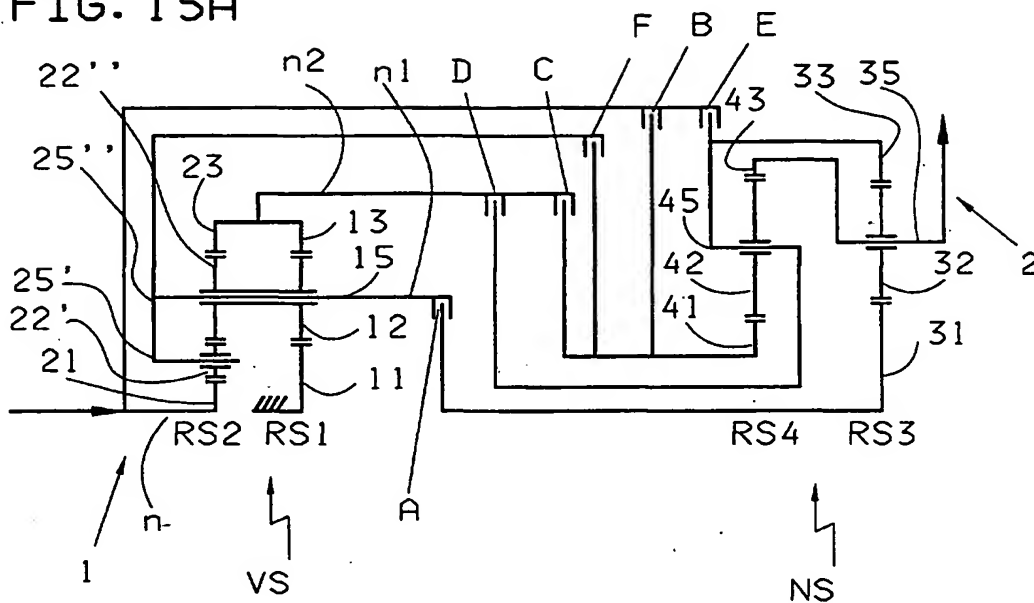 FIG. 15A
F B E
22'' n2 n1 D C 43 33 35
25'' 23 13
45
15 2
25' 42 32
22' 12
41
21 11 31
RS2 RS1 RS4 RS3
n
A
1
VS NS